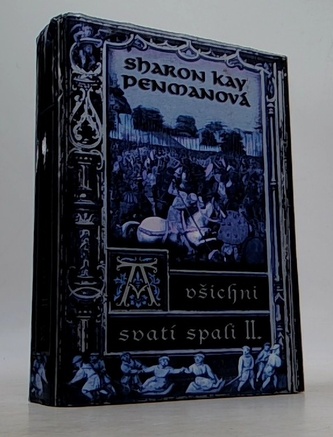 SHARON KAY
PENMANOVÁ
A všichni
svatí spali II.